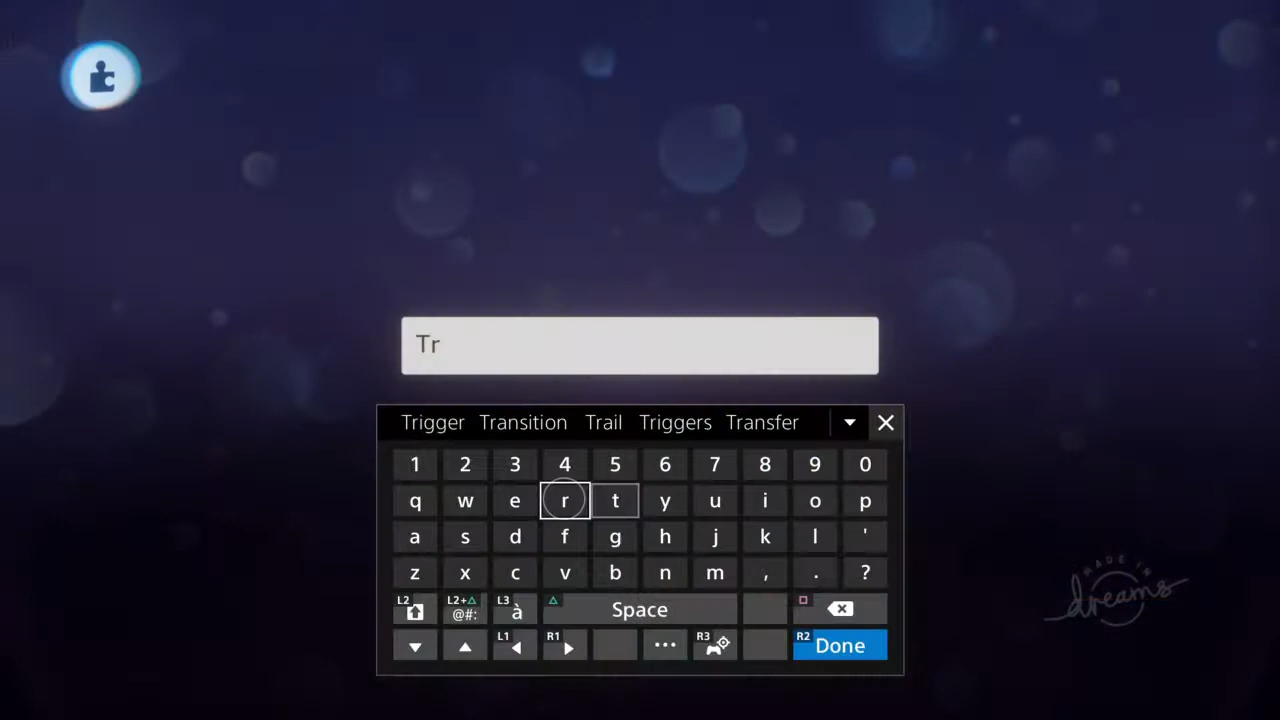 Tr
Trigger Transition Trail Triggers Transfer
1 2 3 4 5 6 7 8 9 0
q w e r t y u i o p
a s d f g h j k l '
z x c v b n m , . ?
L2 L2+△ @#: L3 à △ Space □
L1 R1 ... R3 R2 Done
MADE IN
dreams